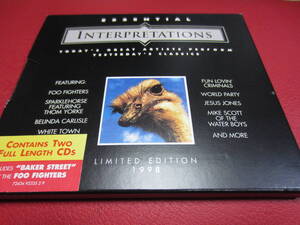 ESSENTIAL
INTERPRETATIONS
TODAY'S GREAT ARTISTS PERFORM
YESTERDAY'S CLASSICS
FEATURING:
FOO FIGHTERS
SPARKLEHORSE
FEATURING
THOM YORKE
BELINDA CARLISLE
WHITE TOWN
FUN LOVIN'
CRIMINALS
WORLD PARTY
JESUS JONES
MIKE SCOTT
OF THE
WATER BOYS
AND MORE
LIMITED EDITION
1998
CONTAINS TWO
FULL LENGTH CDs
"BAKER STREET"
THE FOO FIGHTERS